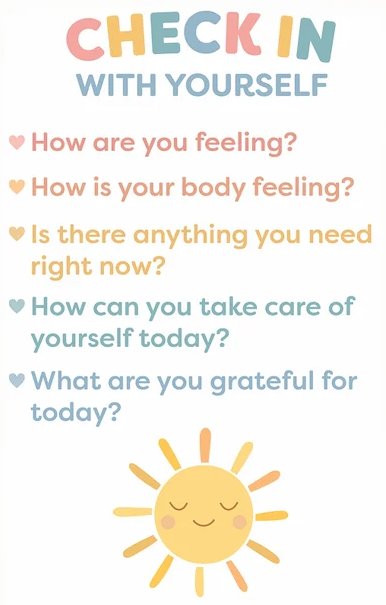 CHECK IN
WITH YOURSELF
How are you feeling?
How is your body feeling?
Is there anything you need
right now?
How can you take care of
yourself today?
What are you grateful for
today?